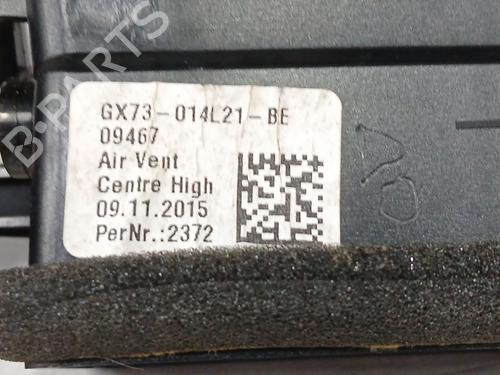 GX73-014L21-BE
09467
Air Vent
Centre High
09.11.2015
PerNr.:2372
B-PARTS